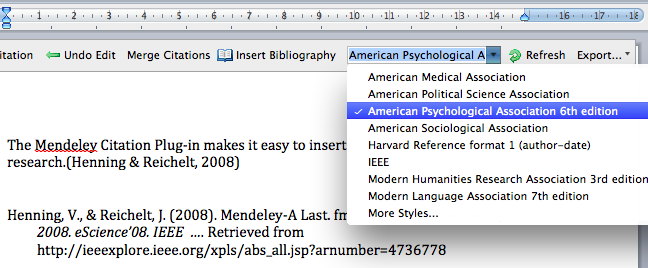 1 2 3 4 5 6 7 8 9 10 11 12 13 14 15 16 17 18
itation Undo Edit Merge Citations Insert Bibliography American Psychological A Refresh Export...
American Medical Association
American Political Science Association
✓ American Psychological Association 6th edition
American Sociological Association
Harvard Reference format 1 (author-date)
IEEE
Modern Humanities Research Association 3rd edition
Modern Language Association 7th edition
More Styles...
The Mendeley Citation Plug-in makes it easy to insert
research.(Henning & Reichelt, 2008)
Henning, V., & Reichelt, J. (2008). Mendeley-A Last. fm
2008. eScience'08. IEEE .... Retrieved from
http://ieeexplore.ieee.org/xpls/abs_all.jsp?arnumber=4736778